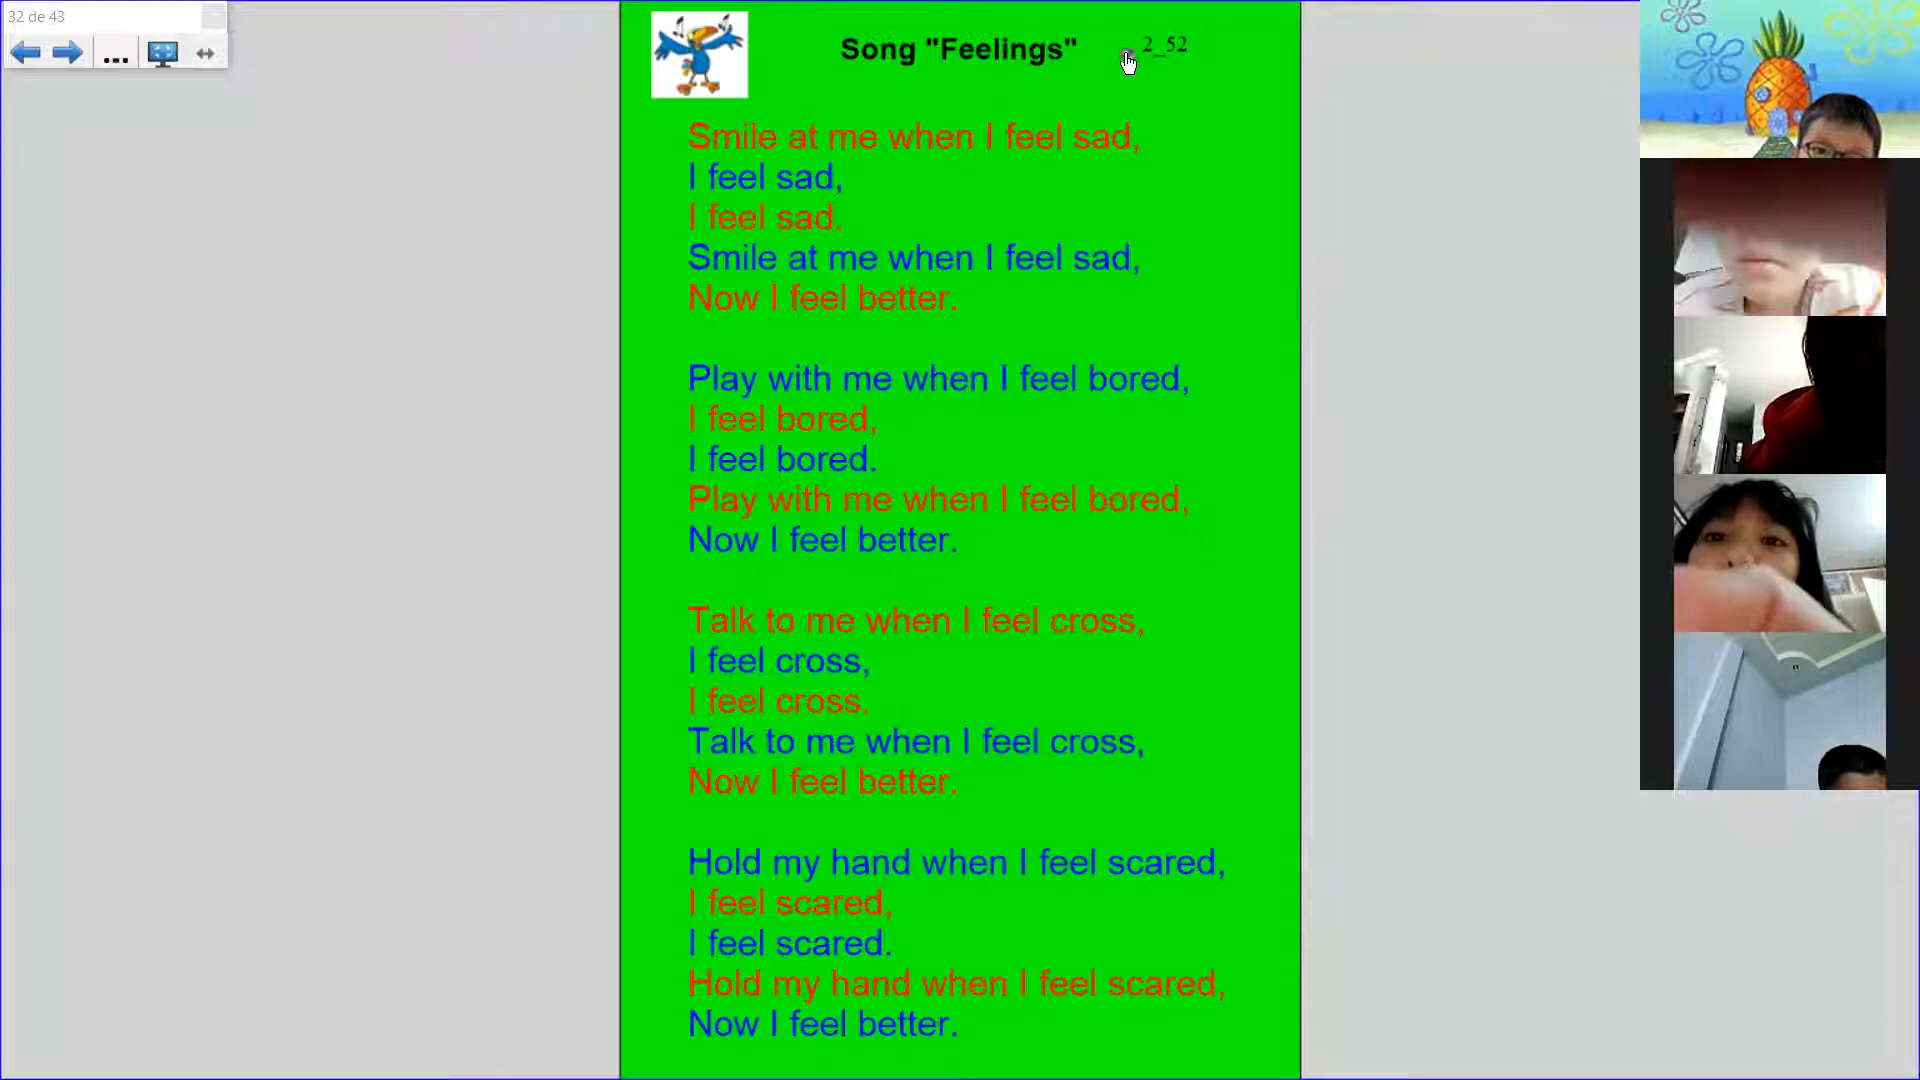 32 de 43
...
Song "Feelings"
2_52
Smile at me when I feel sad,
I feel sad,
I feel sad.
Smile at me when I feel sad,
Now I feel better.
Play with me when I feel bored,
I feel bored,
I feel bored.
Play with me when I feel bored,
Now I feel better.
Talk to me when I feel cross,
I feel cross,
I feel cross.
Talk to me when I feel cross,
Now I feel better.
Hold my hand when I feel scared,
I feel scared,
I feel scared.
Hold my hand when I feel scared,
Now I feel better.